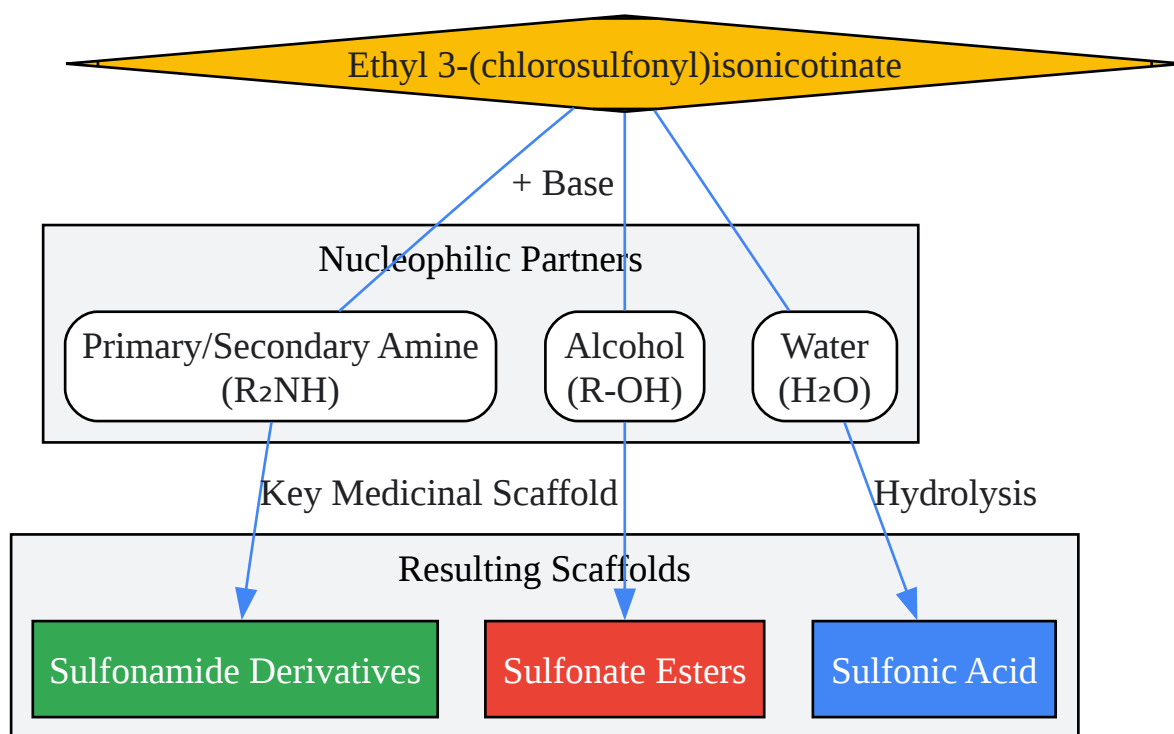 Ethyl 3-(chlorosulfonyl)isonicotinate
+ Base
Nucleophilic Partners
Primary/Secondary Amine
(R₂NH)
Alcohol
(R-OH)
Water
(H₂O)
Key Medicinal Scaffold
Hydrolysis
Resulting Scaffolds
Sulfonamide Derivatives
Sulfonate Esters
Sulfonic Acid